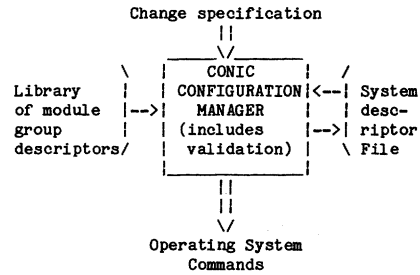 Change specification
CONIC
Library CONFIGURATION System
of module MANAGER desc-
group (includes riptor
descriptors validation) File
Operating System
Commands